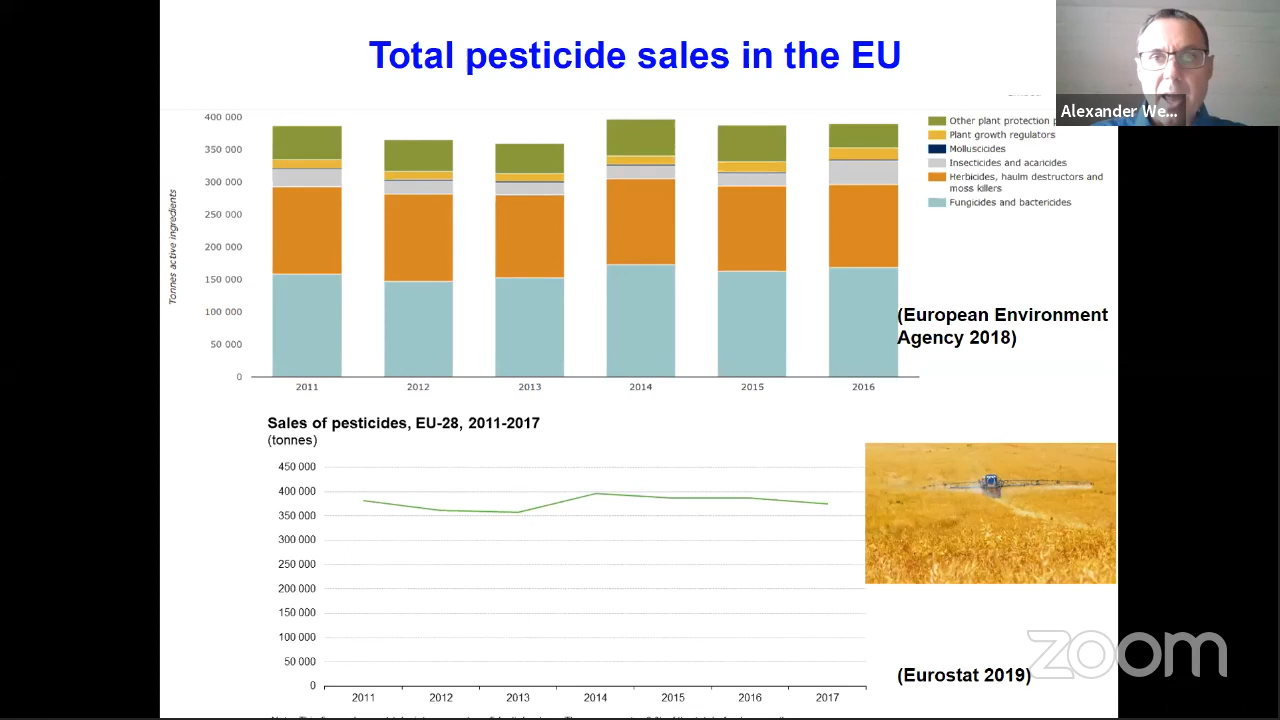 Total pesticide sales in the EU
Alexander We...
400 000
350 000
300 000
250 000
200 000
150 000
100 000
50 000
0
Tonnes active ingredients
2011 2012 2013 2014 2015 2016
Other plant protection
Plant growth regulators
Molluscicides
Insecticides and acaricides
Herbicides, haulm destructors and
moss killers
Fungicides and bactericides
(European Environment
Agency 2018)
Sales of pesticides, EU-28, 2011-2017
(tonnes)
450 000
400 000
350 000
300 000
250 000
200 000
150 000
100 000
50 000
0
2011 2012 2013 2014 2015 2016 2017
(Eurostat 2019)
zoom